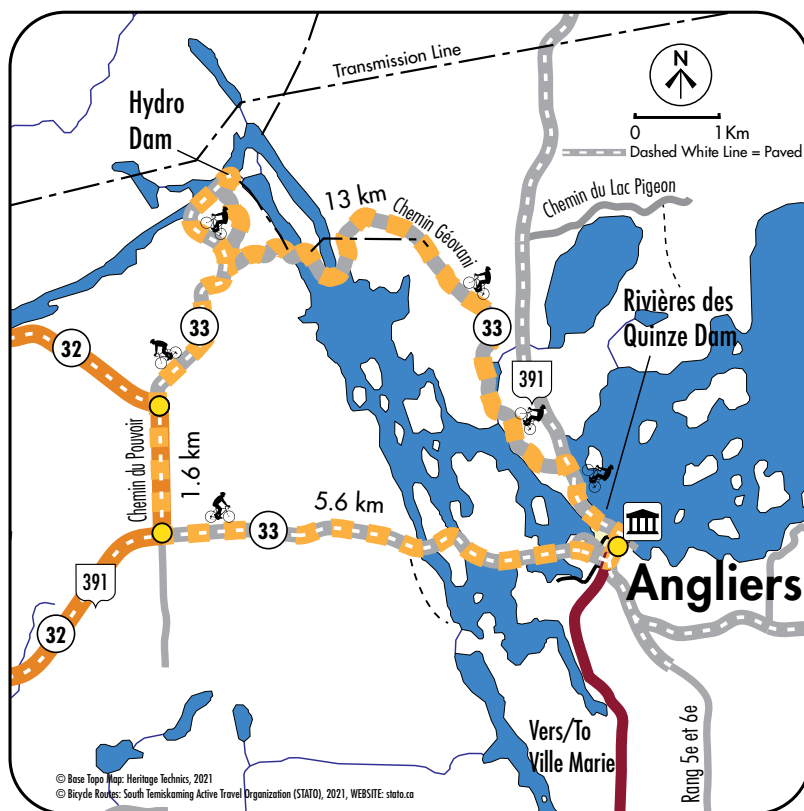 Transmission Line
N
0 1 Km
Dashed White Line = Paved
Hydro
Dam
Chemin du Lac Pigeon
13 km
Chemin Géovani
Rivières des
Quinze Dam
32
33
33
391
Chemin du Pouvoir
1.6 km
5.6 km
33
391
32
Angliers
Vers/To
Ville Marie
Rang 5e et 6e
© Base Topo Map: Heritage Technics, 2021
© Bicycle Routes: South Temiskaming Active Travel Organization (STATO), 2021, WEBSITE: stato.ca